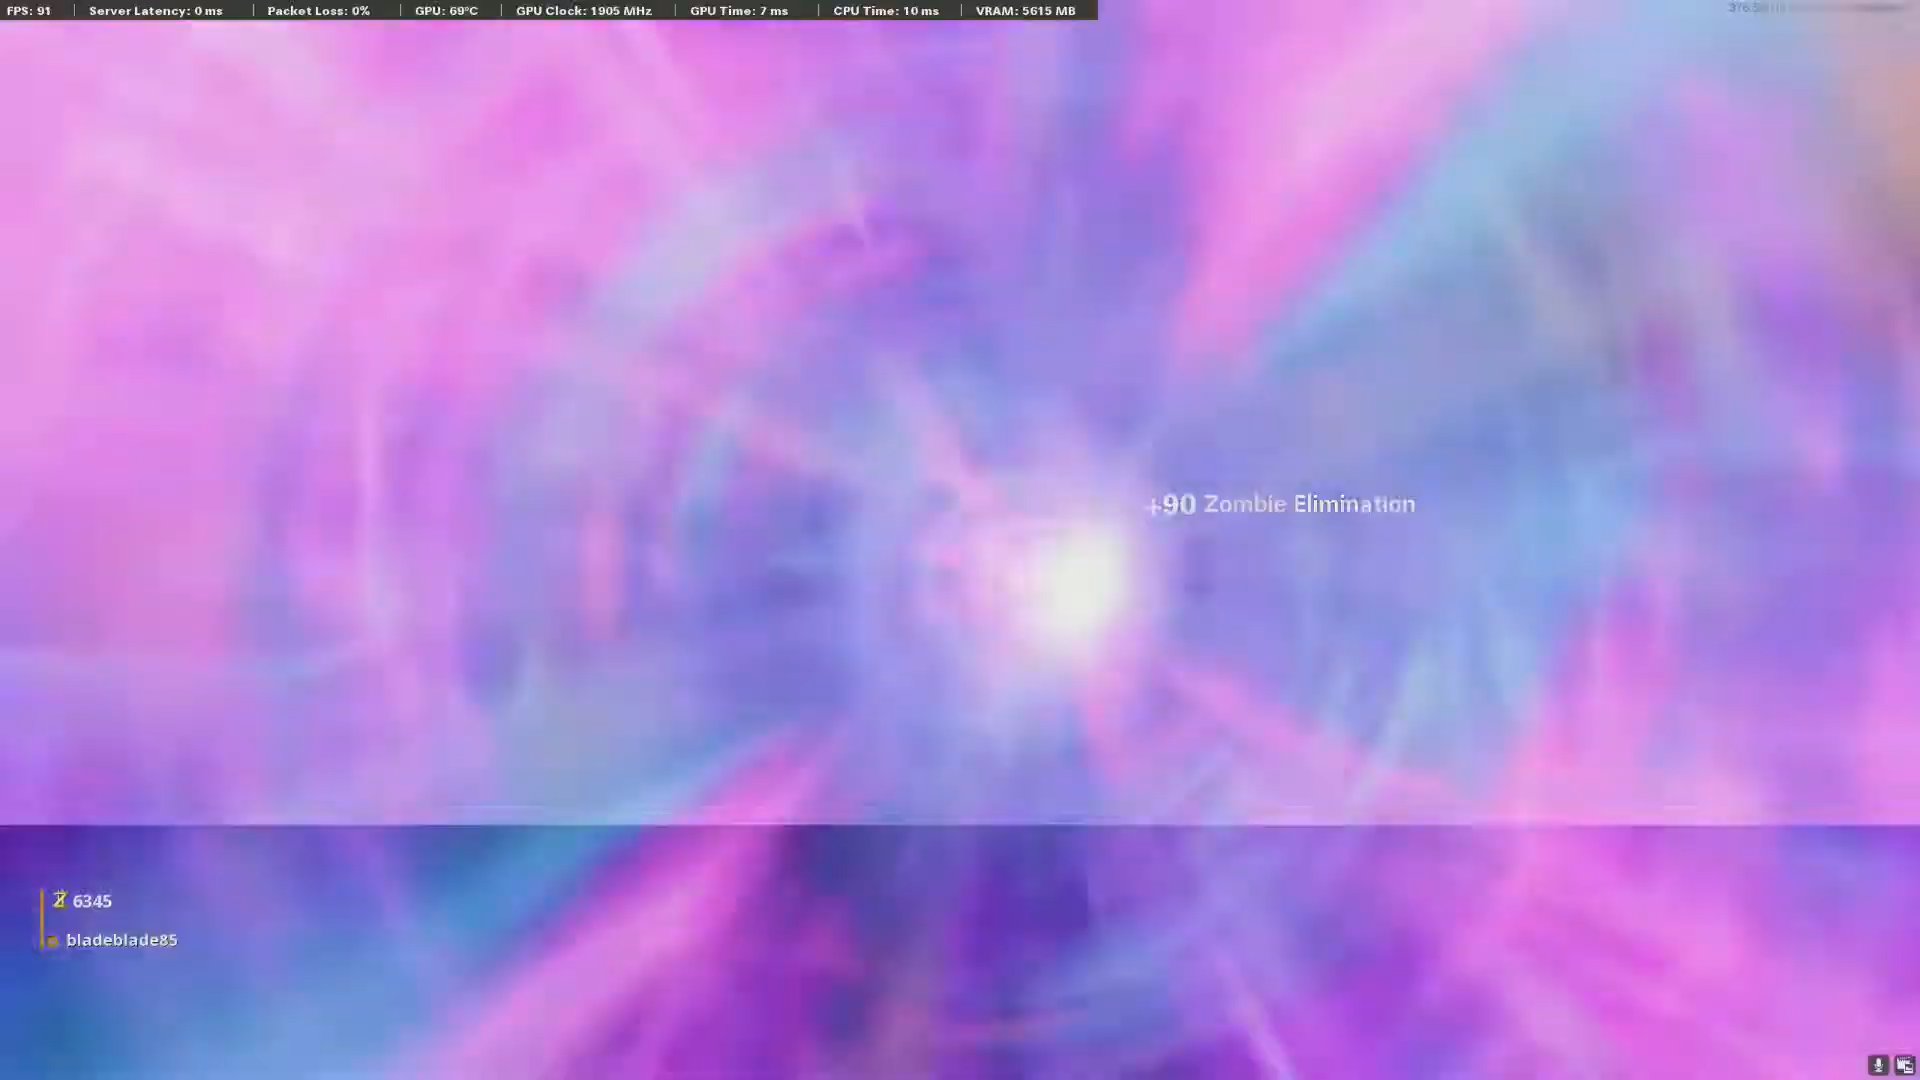 FPS: 91 | Server Latency: 0 ms | Packet Loss: 0% | GPU: 69°C | GPU Clock: 1905 MHz | GPU Time: 7 ms | CPU Time: 10 ms | VRAM: 5615 MB
+90 Zombie Elimination
6345
bladeblade85